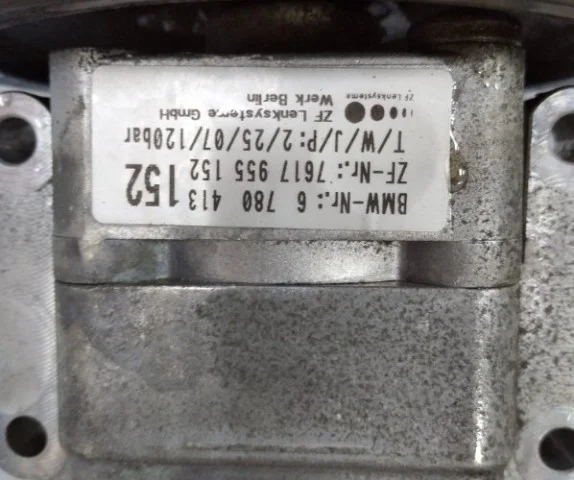 BMW-Nr.: 6 780 413
ZF-Nr.: 7617 955 152
152
T/W/J/P: 2/25/07/120bar
ZF Lenksysteme GmbH
Werk Berlin
ZF Lenksysteme